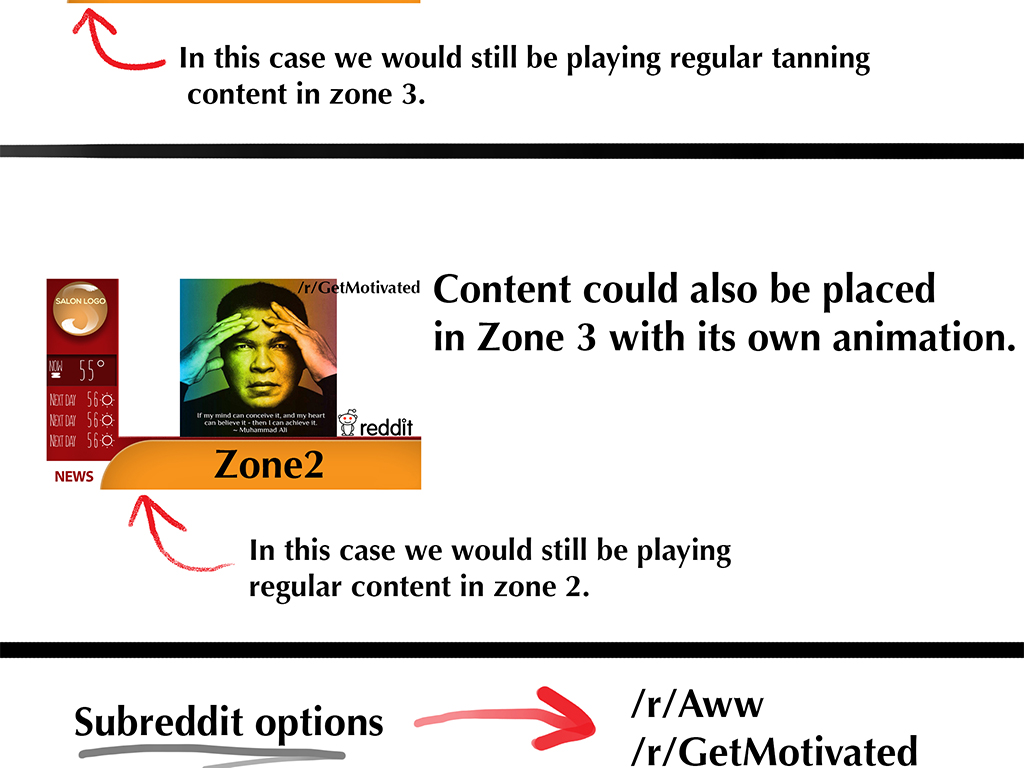 In this case we would still be playing regular tanning
content in zone 3.
SALON LOGO
NOW 55°
NEXT DAY 56
NEXT DAY 56
NEXT DAY 56
NEWS
/r/GetMotivated
If my mind can conceive it, and my heart
can believe it - then I can achieve it.
~ Muhammad Ali
reddit
Zone2
Content could also be placed
in Zone 3 with its own animation.
In this case we would still be playing
regular content in zone 2.
Subreddit options
/r/Aww
/r/GetMotivated